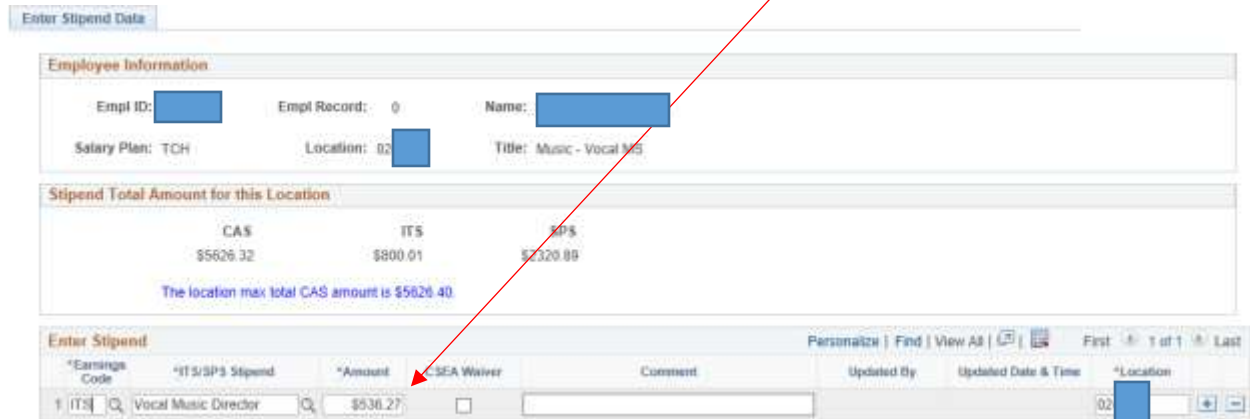 Enter Stipend Data
Employee Information
Empl ID: Empl Record: 0 Name:
Salary Plan: TCH Location: 02 Title: Music - Vocal MS
Stipend Total Amount for this Location
CAS ITS SPS
$5626.32 $800.01 $2320.89
The location max total CAS amount is $5626.40.
Enter Stipend Personalize | Find | View All | | First 1 of 1 Last
*Earnings Code *ITS/SPS Stipend *Amount CSEA Waiver Comment Updated By Updated Date & Time *Location
1 ITS Vocal Music Director $536.27 02